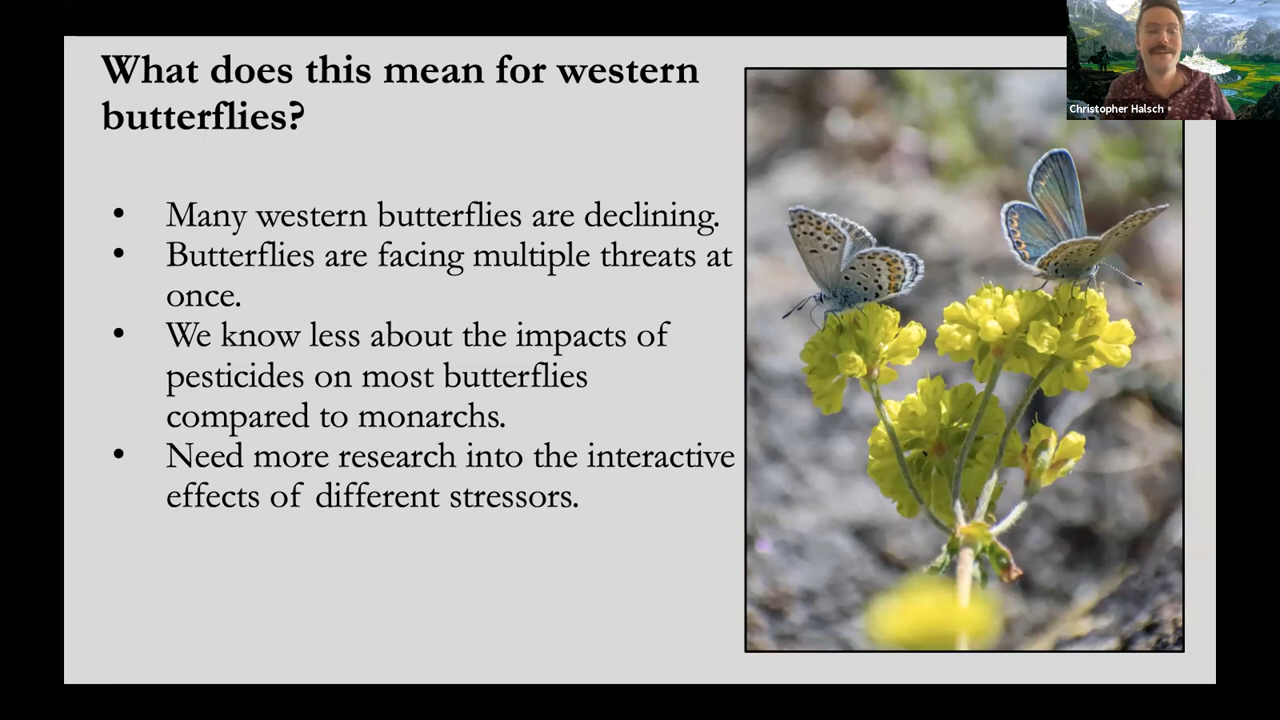 What does this mean for western
butterflies?
• Many western butterflies are declining.
• Butterflies are facing multiple threats at
once.
• We know less about the impacts of
pesticides on most butterflies
compared to monarchs.
• Need more research into the interactive
effects of different stressors.
Christopher Halsch